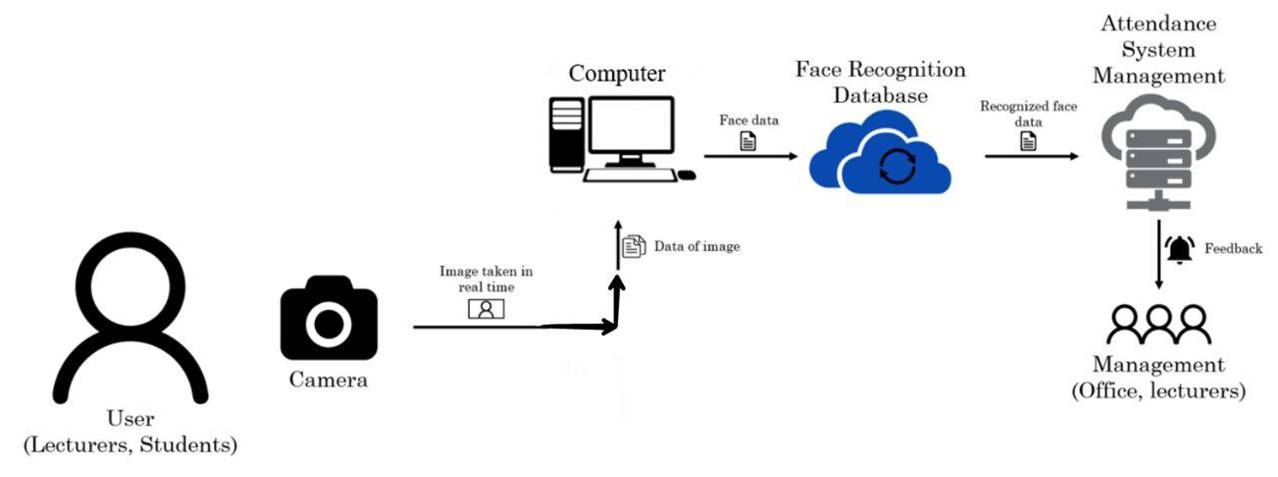 Attendance
System
Management
Computer
Face Recognition
Database
Face data
Recognized face
data
Data of image
Feedback
Image taken in
real time
Camera
User
(Lecturers, Students)
Management
(Office, lecturers)